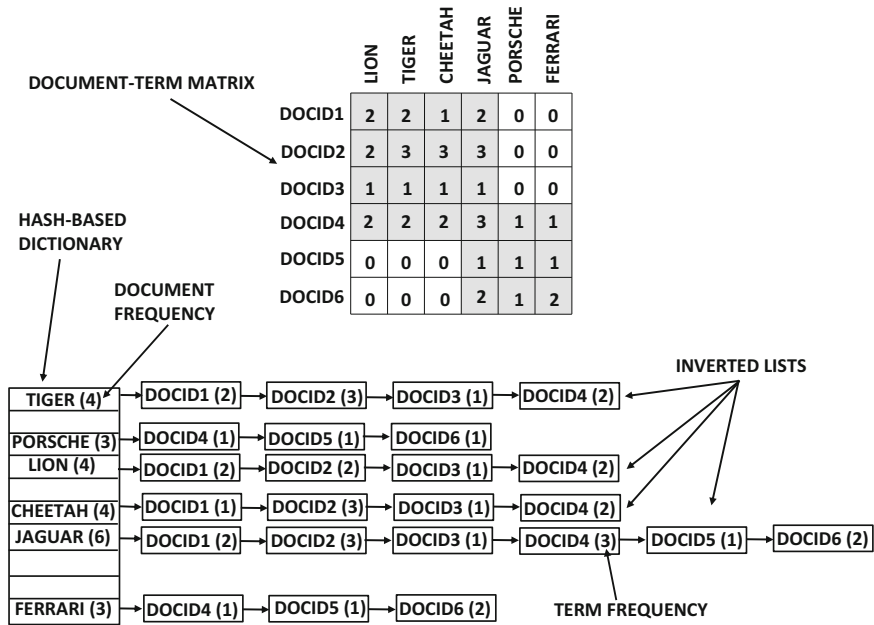 LION TIGER CHEETAH JAGUAR PORSCHE FERRARI
DOCUMENT-TERM MATRIX
DOCID1 2 2 1 2 0 0
DOCID2 2 3 3 3 0 0
DOCID3 1 1 1 1 0 0
DOCID4 2 2 2 3 1 1
DOCID5 0 0 0 1 1 1
DOCID6 0 0 0 2 1 2
HASH-BASED
DICTIONARY
DOCUMENT
FREQUENCY
INVERTED LISTS
TIGER (4) DOCID1 (2) DOCID2 (3) DOCID3 (1) DOCID4 (2)
PORSCHE (3) DOCID4 (1) DOCID5 (1) DOCID6 (1)
LION (4) DOCID1 (2) DOCID2 (2) DOCID3 (1) DOCID4 (2)
CHEETAH (4) DOCID1 (1) DOCID2 (3) DOCID3 (1) DOCID4 (2)
JAGUAR (6) DOCID1 (2) DOCID2 (3) DOCID3 (1) DOCID4 (3) DOCID5 (1) DOCID6 (2)
FERRARI (3) DOCID4 (1) DOCID5 (1) DOCID6 (2)
TERM FREQUENCY